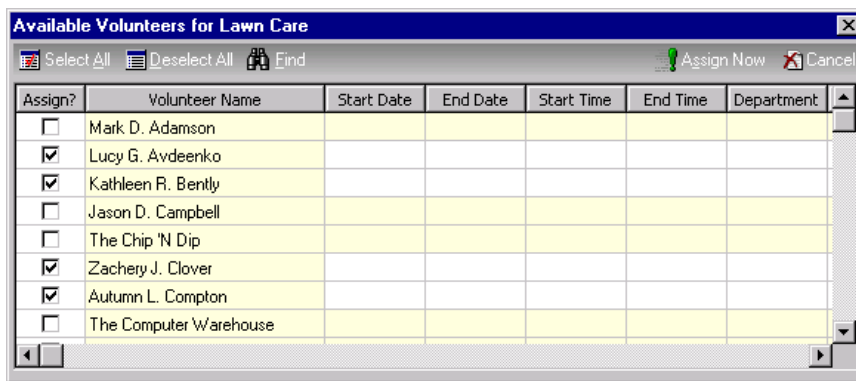 Available Volunteers for Lawn Care
Select All Deselect All Find Assign Now Cancel
Assign? Volunteer Name Start Date End Date Start Time End Time Department
Mark D. Adamson
Lucy G. Avdeenko
Kathleen R. Bently
Jason D. Campbell
The Chip 'N Dip
Zachery J. Clover
Autumn L. Compton
The Computer Warehouse